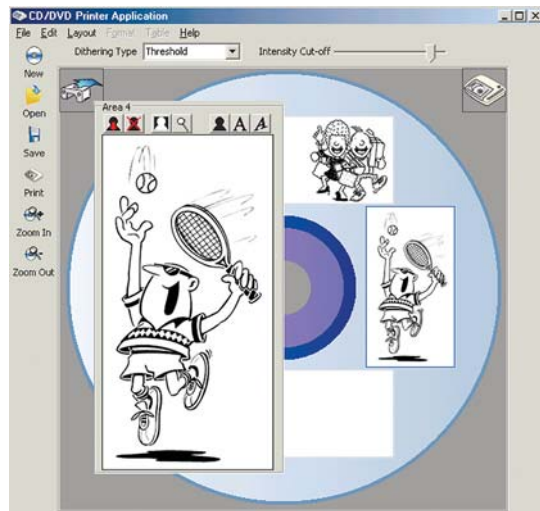 CD/DVD Printer Application
File Edit Layout Format Table Help
Dithering Type Threshold Intensity Cut-off
New
Open
Save
Print
Zoom In
Zoom Out
Area 4
A A